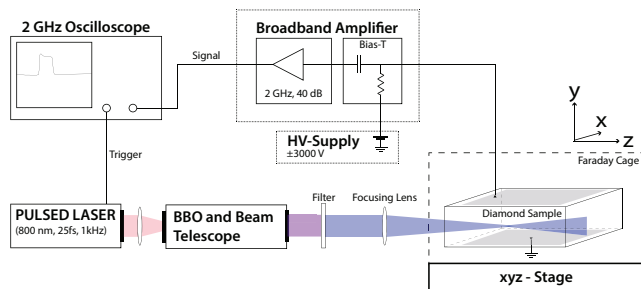 2 GHz Oscilloscope
Broadband Amplifier
Bias-T
Signal
2 GHz, 40 dB
HV-Supply
±3000 V
Trigger
y
x
z
Faraday Cage
PULSED LASER
(800 nm, 25fs, 1kHz)
BBO and Beam
Telescope
Filter
Focusing Lens
Diamond Sample
xyz - Stage